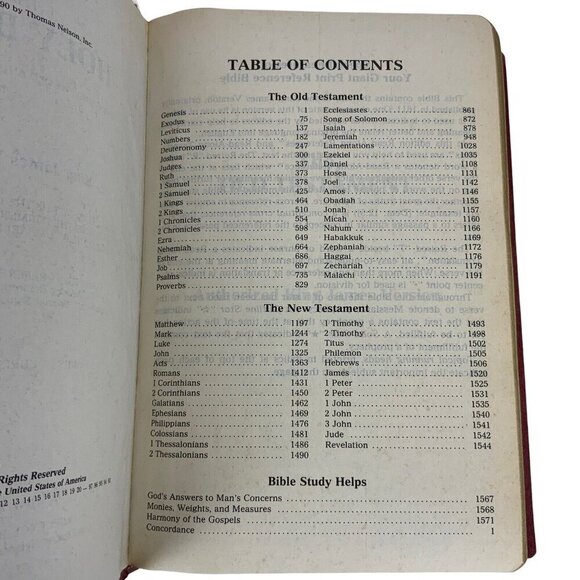 90 by Thomas Nelson, Inc.
Rights Reserved
United States of America
TABLE OF CONTENTS
Your Giant Print Reference Bible
The Old Testament
Genesis 1
Exodus 75
Leviticus 137
Numbers 182
Deuteronomy 247
Joshua 300
Judges 337
Ruth 373
1 Samuel 378
2 Samuel 425
1 Kings 464
2 Kings 510
1 Chronicles 554
2 Chronicles 598
Ezra 649
Nehemiah 664
Esther 686
Job 697
Psalms 735
Proverbs 829
Ecclesiastes 861
Song of Solomon 872
Isaiah 878
Jeremiah 948
Lamentations 1028
Ezekiel 1035
Daniel 1108
Hosea 1131
Joel 1142
Amos 1146
Obadiah 1155
Jonah 1157
Micah 1160
Nahum 1166
Habakkuk 1169
Zephaniah 1172
Haggai 1176
Zechariah 1179
Malachi 1191
The New Testament
Matthew 1197
Mark 1244
Luke 1274
John 1325
Acts 1363
Romans 1412
1 Corinthians 1431
2 Corinthians 1450
Galatians 1462
Ephesians 1469
Philippians 1476
Colossians 1481
1 Thessalonians 1486
2 Thessalonians 1490
1 Timothy 1493
2 Timothy 1498
Titus 1502
Philemon 1505
Hebrews 1506
James 1520
1 Peter 1525
2 Peter 1531
1 John 1535
2 John 1540
3 John 1541
Jude 1542
Revelation 1544
Bible Study Helps
God's Answers to Man's Concerns 1567
Monies, Weights, and Measures 1568
Harmony of the Gospels 1571
Concordance 1